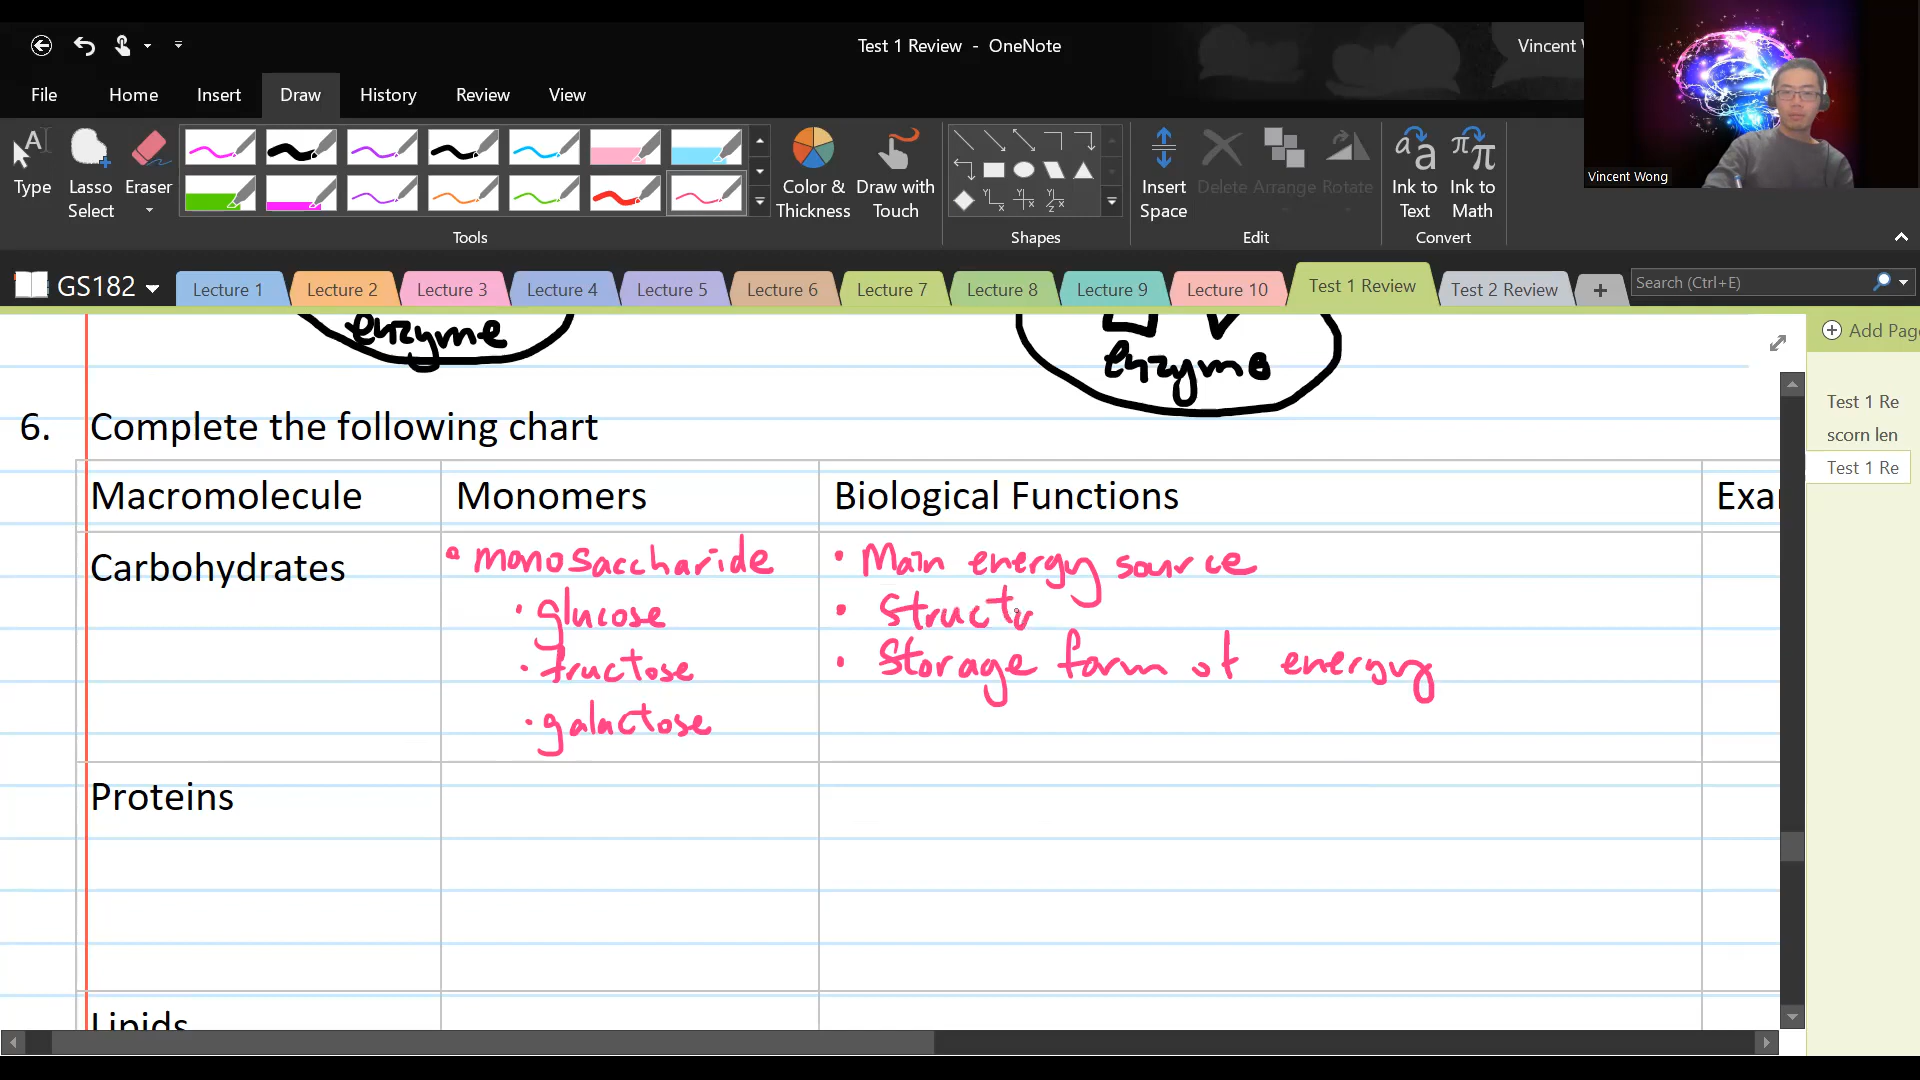 Test 1 Review - OneNote
Vincent W
File Home Insert Draw History Review View
Type
Lasso Select
Eraser
Color & Thickness
Draw with Touch
Insert Space
Delete Arrange Rotate
Ink to Text
Ink to Math
Tools
Shapes
Edit
Convert
Vincent Wong
GS182
Lecture 1 Lecture 2 Lecture 3 Lecture 4 Lecture 5 Lecture 6 Lecture 7 Lecture 8 Lecture 9 Lecture 10 Test 1 Review Test 2 Review
Search (Ctrl+E)
Add Pag
Test 1 Re
scorn len
Test 1 Re
enzyme
enzyme
6. Complete the following chart
Macromolecule Monomers Biological Functions Exa
Carbohydrates
• monosaccharide
• glucose
• fructose
• galactose
• Main energy source
• Structu
• Storage form of energy
Proteins
Lipids